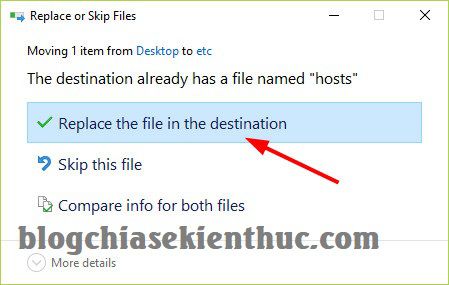 Replace or Skip Files
Moving 1 item from Desktop to etc
The destination already has a file named "hosts"
Replace the file in the destination
Skip this file
Compare info for both files
blogchiasekienthuc.com
More details